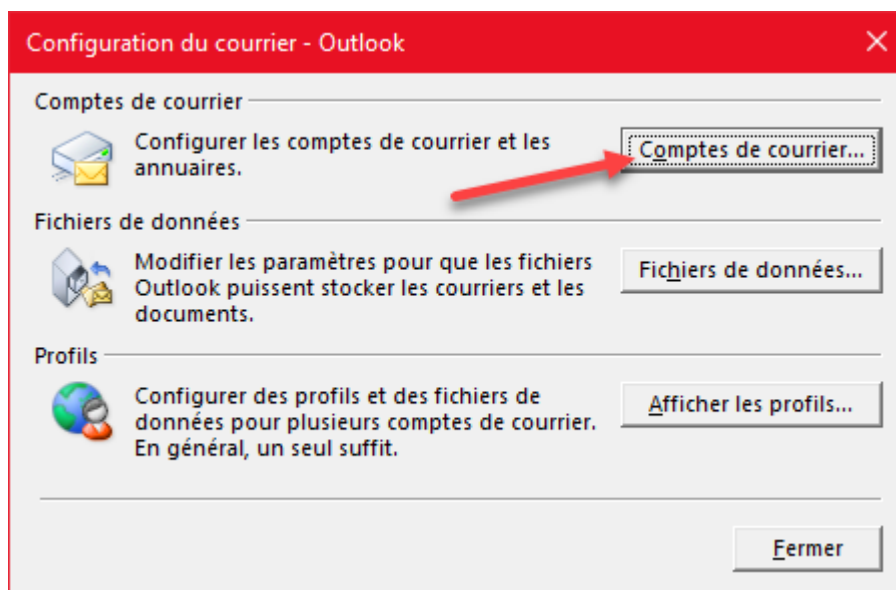 Configuration du courrier - Outlook
Comptes de courrier
Configurer les comptes de courrier et les
annuaires.
Comptes de courrier...
Fichiers de données
Modifier les paramètres pour que les fichiers
Outlook puissent stocker les courriers et les
documents.
Fichiers de données...
Profils
Configurer des profils et des fichiers de
données pour plusieurs comptes de courrier.
En général, un seul suffit.
Afficher les profils...
Fermer